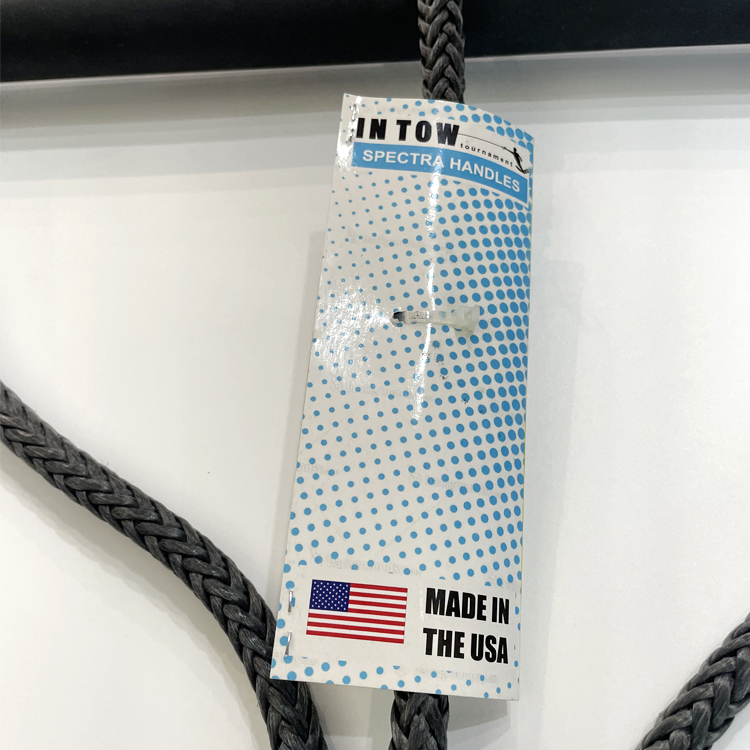 IN TOW
tournament
SPECTRA HANDLES
MADE IN
THE USA